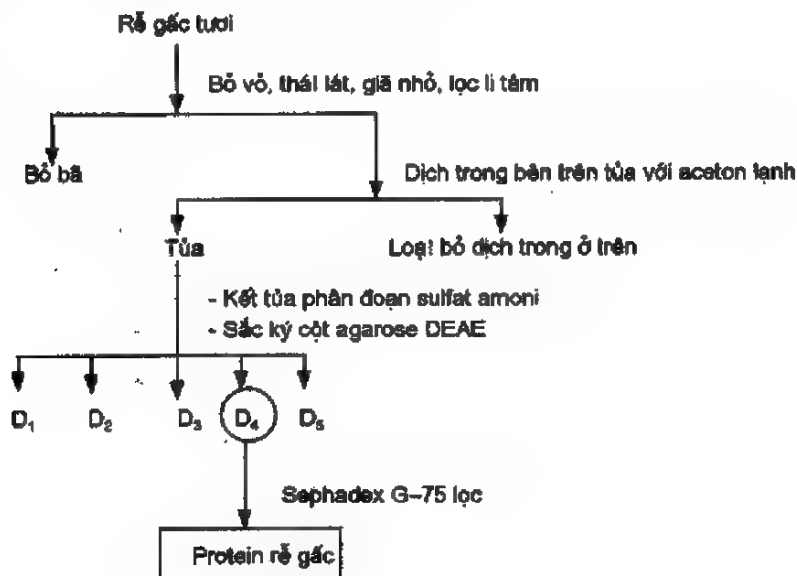 Rễ gấc tươi
Bỏ vỏ, thái lát, giã nhỏ, lọc li tâm
Bỏ bã
Dịch trong bên trên tủa với aceton lạnh
Tủa
Loại bỏ dịch trong ở trên
- Kết tủa phân đoạn sulfat amoni
- Sắc ký cột agarose DEAE
D₁ D₂ D₃ D₄ D₅
Sephadex G–75 lọc
Protein rễ gấc